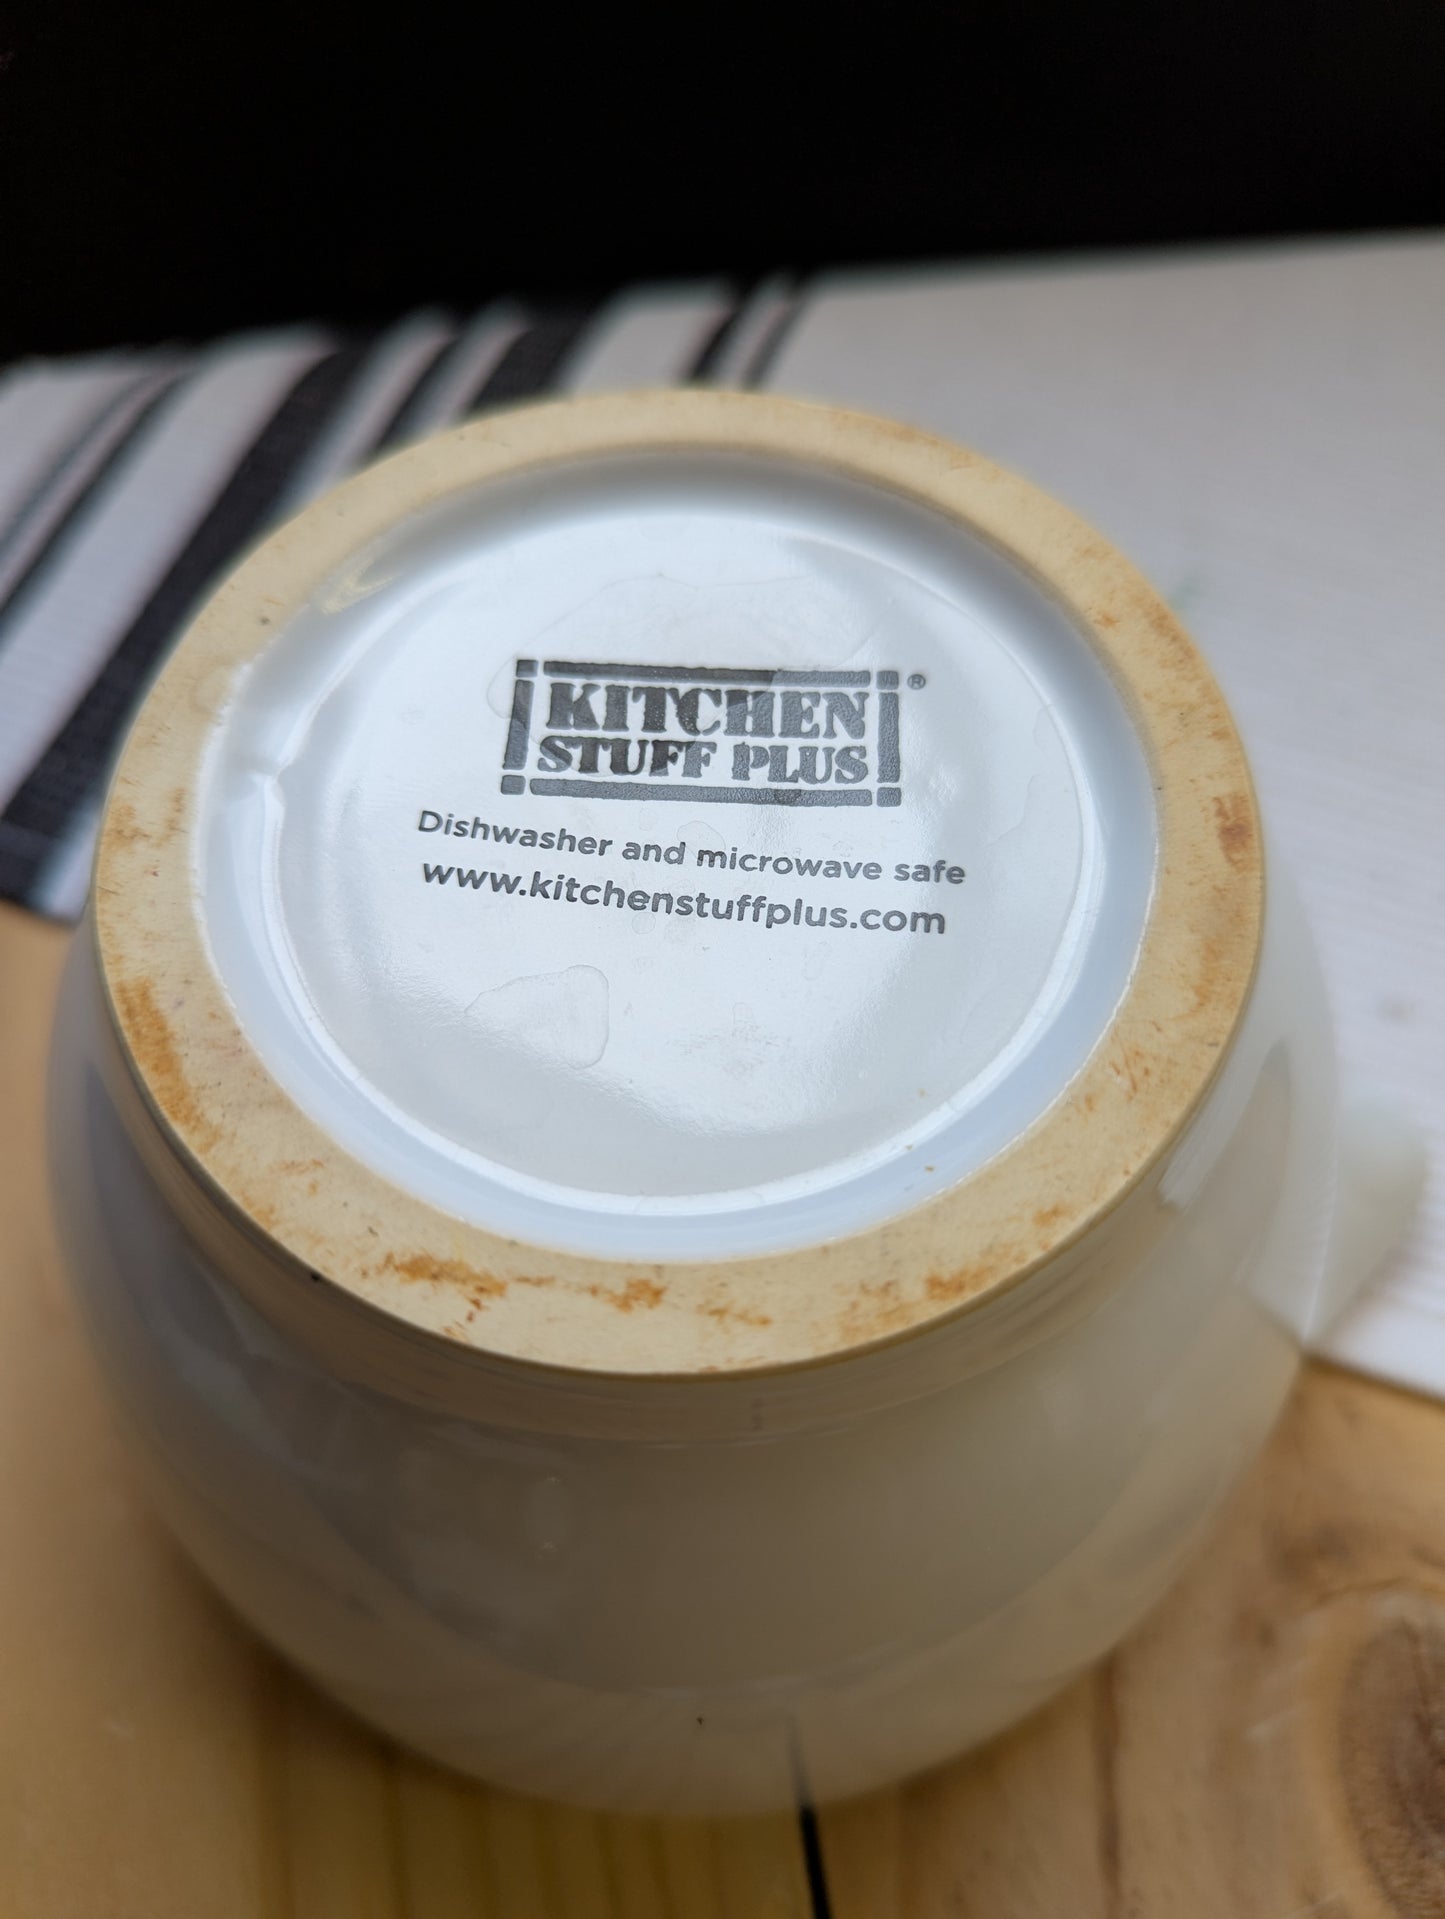 KITCHEN ®
STUFF PLUS
Dishwasher and microwave safe
www.kitchenstuffplus.com